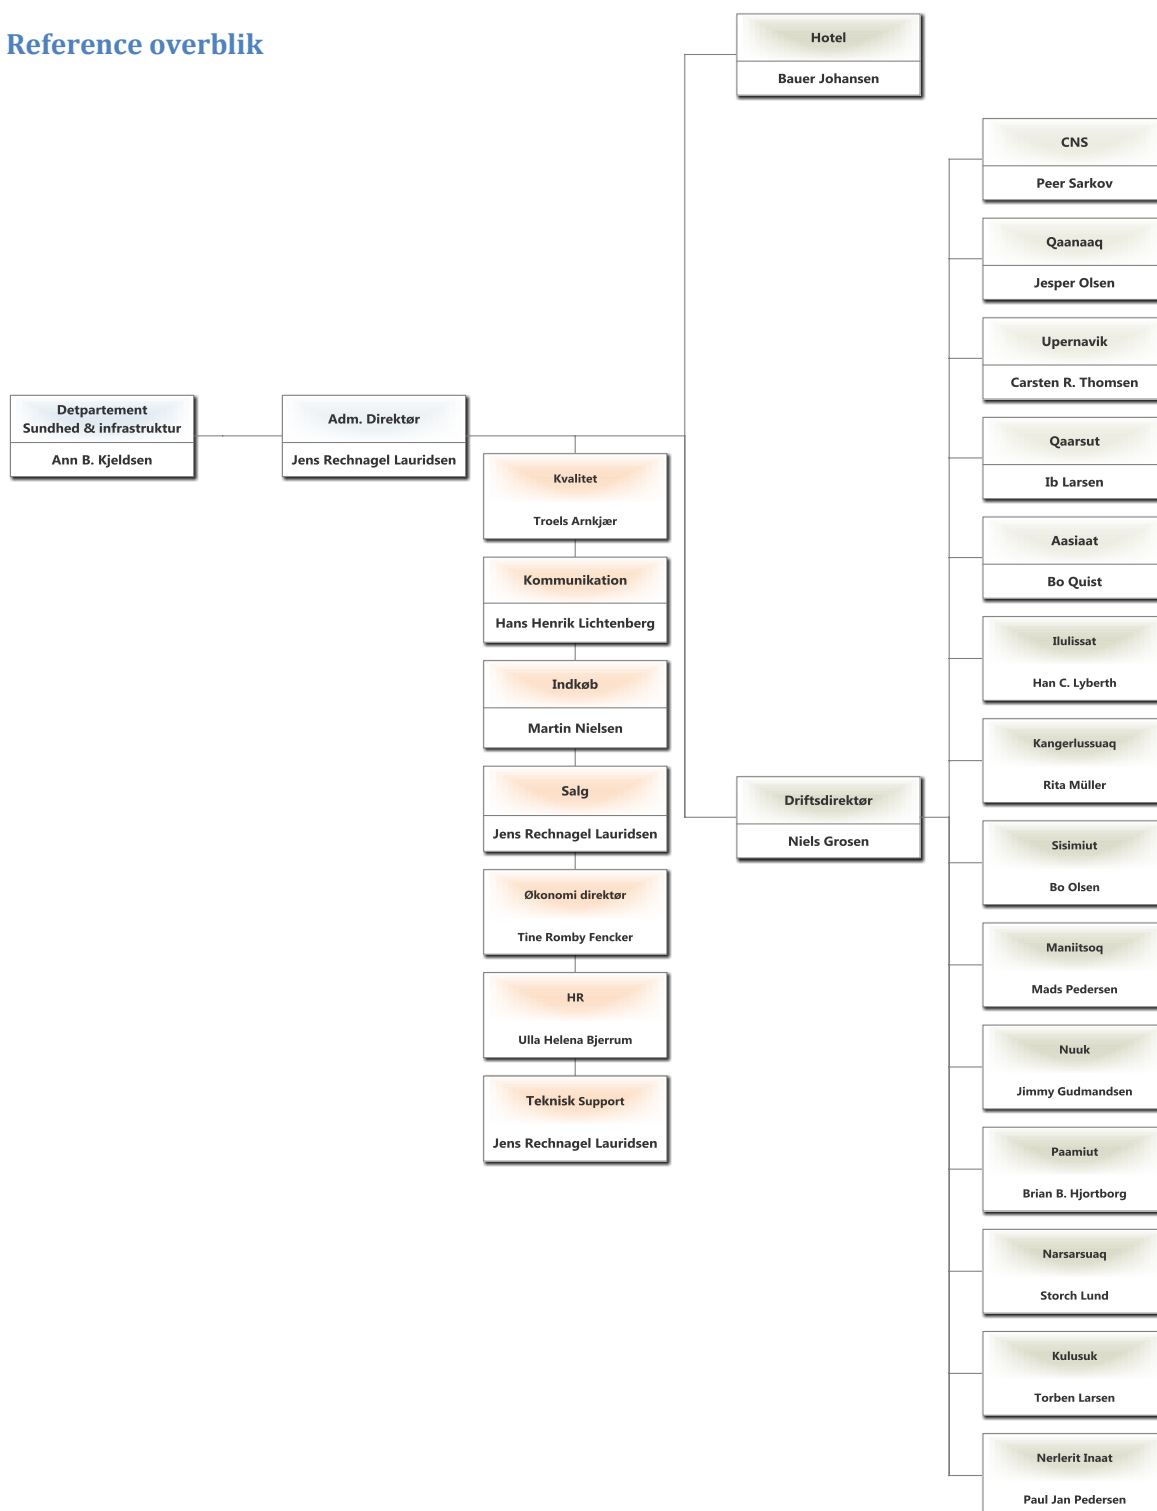 Reference overblik
Hotel
Bauer Johansen
Detpartement
Sundhed & infrastruktur
Ann B. Kjeldsen
Adm. Direktør
Jens Rechnagel Lauridsen
Kvalitet
Troels Arnkjær
Kommunikation
Hans Henrik Lichtenberg
Indkøb
Martin Nielsen
Salg
Jens Rechnagel Lauridsen
Økonomi direktør
Tine Romby Fencker
HR
Ulla Helena Bjerrum
Teknisk Support
Jens Rechnagel Lauridsen
Driftsdirektør
Niels Grosen
CNS
Peer Sarkov
Qaanaaq
Jesper Olsen
Upernavik
Carsten R. Thomsen
Qaarsut
Ib Larsen
Aasiaat
Bo Quist
Ilulissat
Han C. Lyberth
Kangerlussuaq
Rita Müller
Sisimiut
Bo Olsen
Maniitsoq
Mads Pedersen
Nuuk
Jimmy Gudmandsen
Paamiut
Brian B. Hjortborg
Narsarsuaq
Storch Lund
Kulusuk
Torben Larsen
Nerlerit Inaat
Paul Jan Pedersen